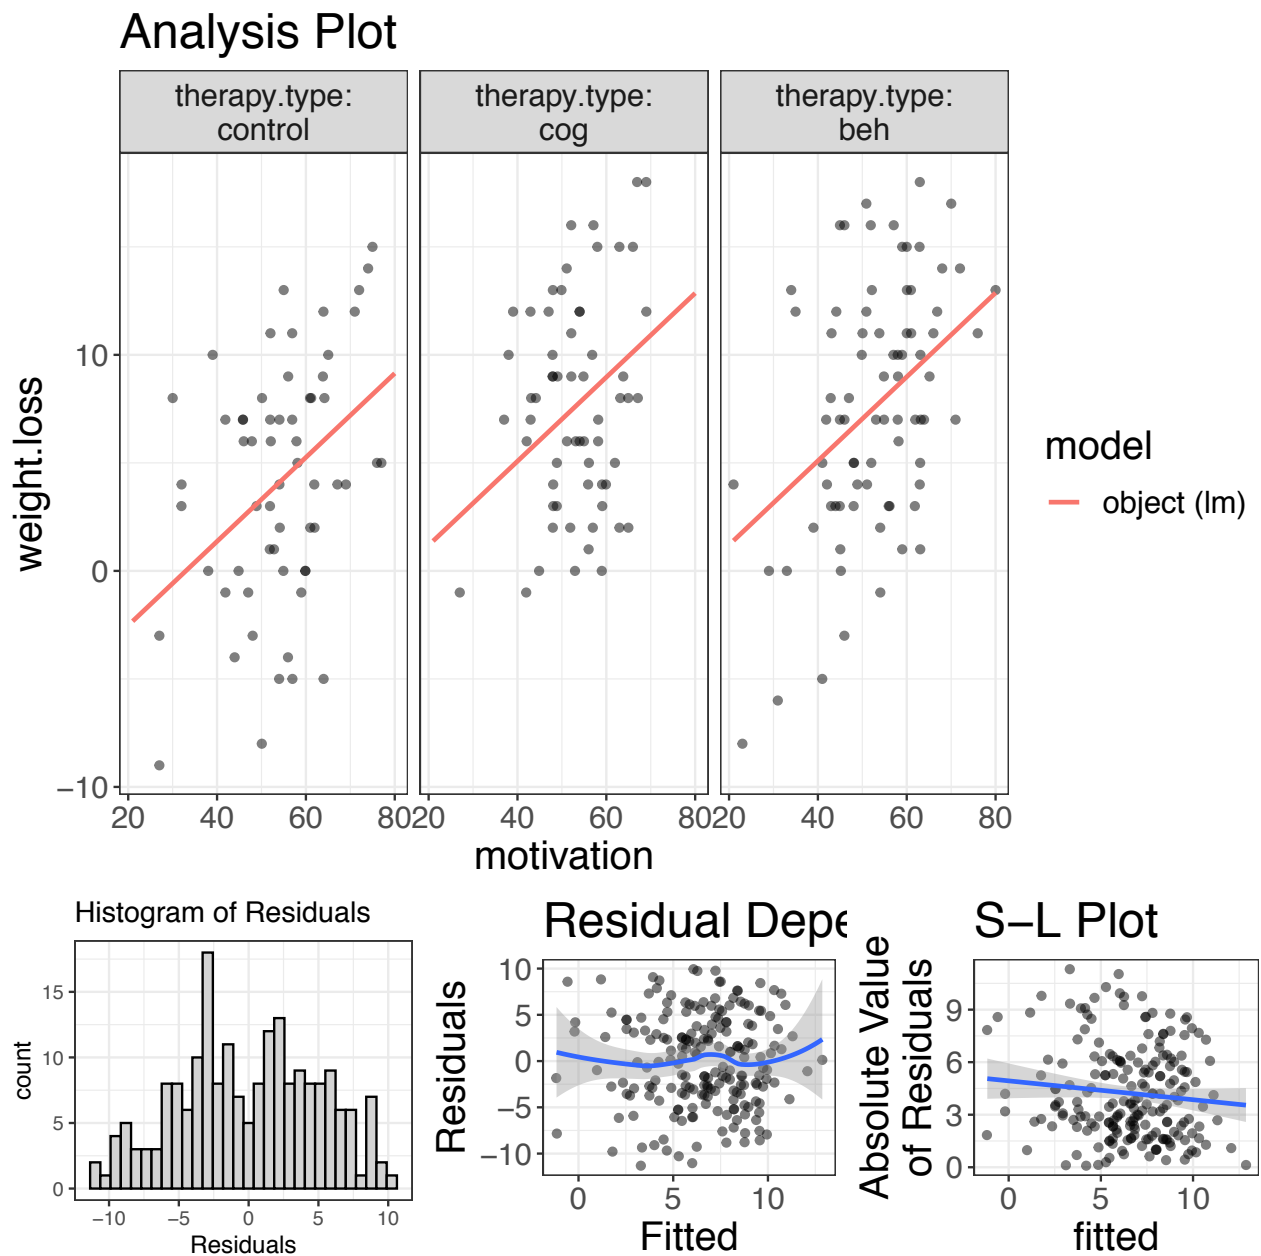 Analysis Plot
therapy.type:
control
therapy.type:
cog
therapy.type:
beh
weight.loss
10
0
−10
20 40 60 80
20 40 60 80
20 40 60 80
motivation
model
object (lm)
Histogram of Residuals
count
15
10
5
0
−10 −5 0 5 10
Residuals
Residual Depe
Residuals
10
5
0
−5
−10
0 5 10
Fitted
S−L Plot
Absolute Value
of Residuals
9
6
3
0
0 5 10
fitted